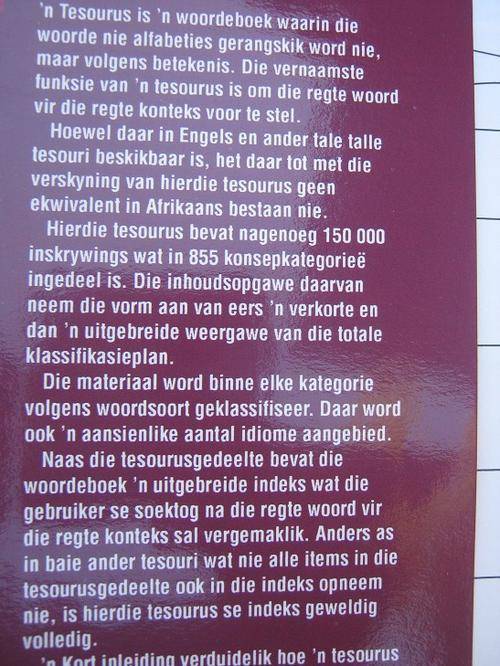 'n Tesourus is 'n woordeboek waarin die
woorde nie alfabeties gerangskik word nie,
maar volgens betekenis. Die vernaamste
funksie van 'n tesourus is om die regte woord
vir die regte konteks voor te stel.
Hoewel daar in Engels en ander tale talle
tesouri beskikbaar is, het daar tot met die
verskyning van hierdie tesourus geen
ekwivalent in Afrikaans bestaan nie.
Hierdie tesourus bevat nagenoeg 150 000
inskrywings wat in 855 konsepkategorieë
ingedeel is. Die inhoudsopgawe daarvan
neem die vorm aan van eers 'n verkorte en
dan 'n uitgebreide weergawe van die totale
klassifikasieplan.
Die materiaal word binne elke kategorie
volgens woordsoort geklassifiseer. Daar word
ook 'n aansienlike aantal idiome aangebied.
Naas die tesourusgedeelte bevat die
woordeboek 'n uitgebreide indeks wat die
gebruiker se soektog na die regte woord vir
die regte konteks sal vergemaklik. Anders as
in baie ander tesouri wat nie alle items in die
tesourusgedeelte ook in die indeks opneem
nie, is hierdie tesourus se indeks geweldig
volledig.
'n Kort inleiding verduidelik hoe 'n tesourus